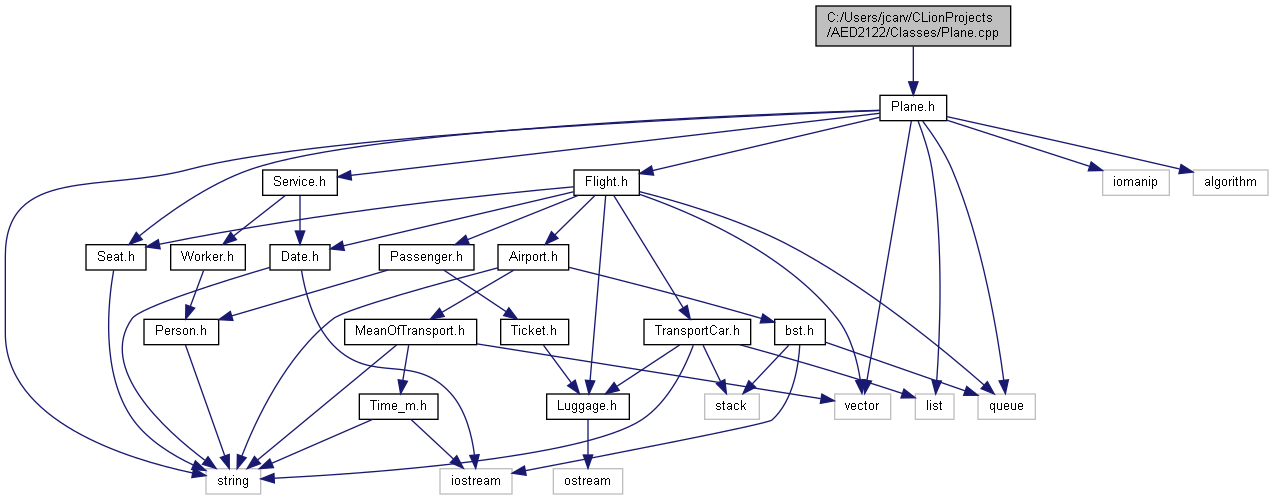 C:/Users/jcarv/CLionProjects
/AED2122/Classes/Plane.cpp
Plane.h
Service.h
Flight.h
iomanip
algorithm
Seat.h
Worker.h
Date.h
Passenger.h
Airport.h
Person.h
MeanOfTransport.h
Ticket.h
TransportCar.h
bst.h
Time_m.h
Luggage.h
stack
vector
list
queue
string
iostream
ostream